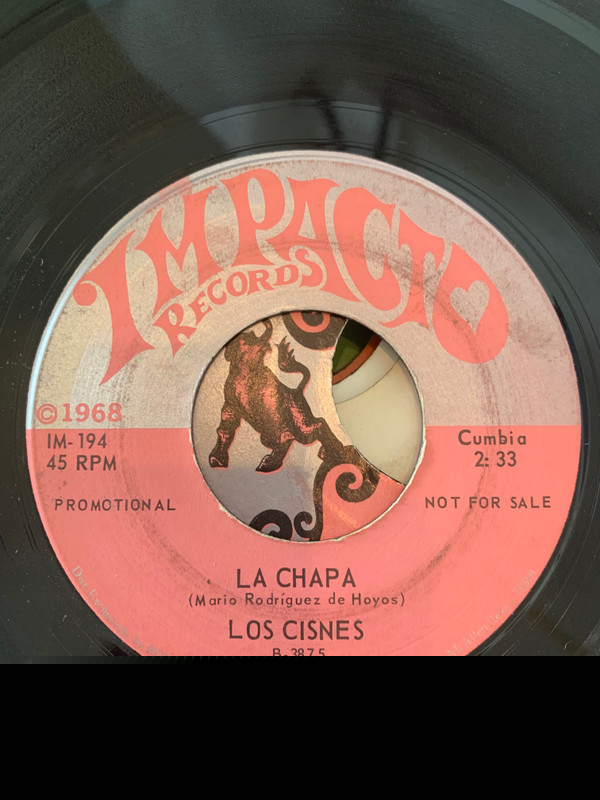 IMPACTO
RECORDS
©1968
IM-194
45 RPM
Cumbia
2:33
PROMOTIONAL
NOT FOR SALE
LA CHAPA
(Mario Rodríguez de Hoyos)
LOS CISNES
B-3875